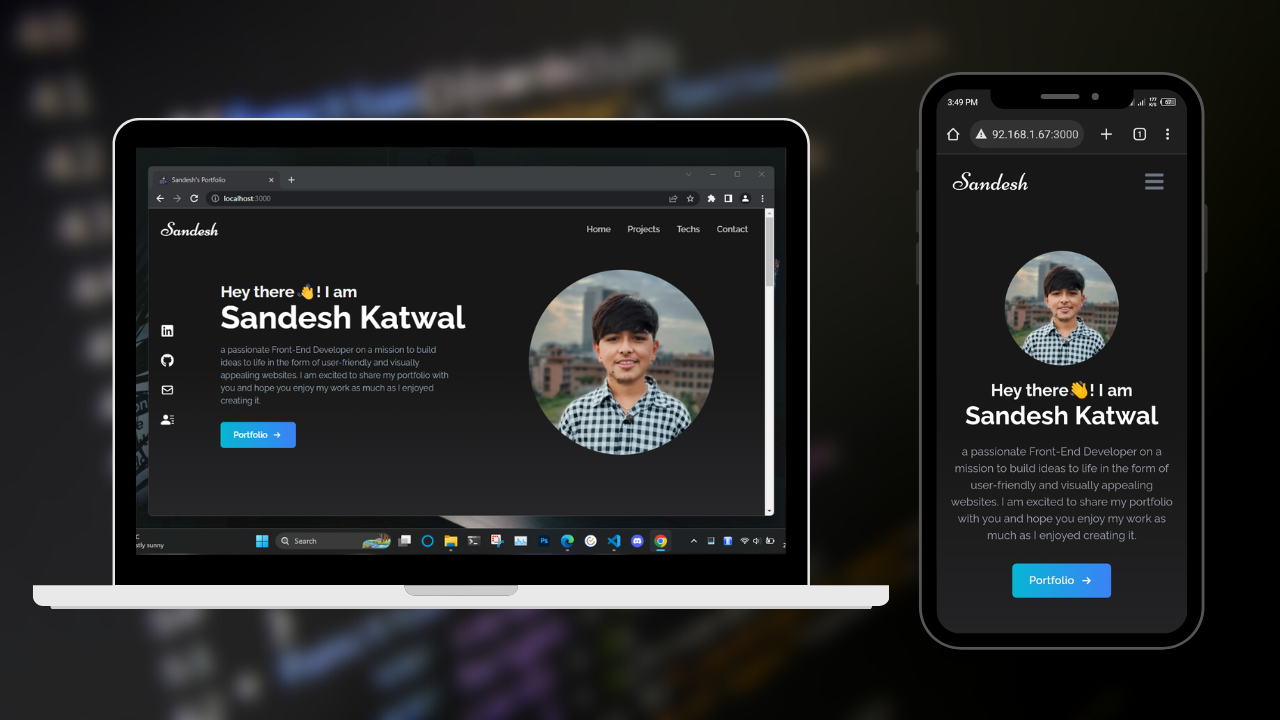 Sandesh's Portfolio
localhost:3000
Sandesh
Home Projects Techs Contact
Hey there👋! I am
Sandesh Katwal
a passionate Front-End Developer on a mission to build
ideas to life in the form of user-friendly and visually
appealing websites. I am excited to share my portfolio with
you and hope you enjoy my work as much as I enjoyed
creating it.
Portfolio →
Search
sunny
3:49 PM
92.168.1.67:3000
1
Sandesh
Hey there👋! I am
Sandesh Katwal
a passionate Front-End Developer on a
mission to build ideas to life in the form of
user-friendly and visually appealing
websites. I am excited to share my portfolio
with you and hope you enjoy my work as
much as I enjoyed creating it.
Portfolio →